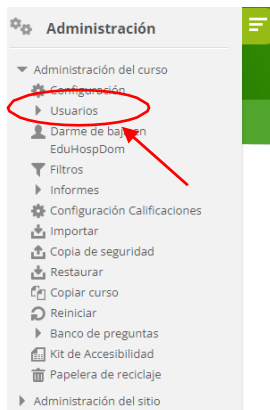 Administración
Administración del curso
Configuración
Usuarios
Darme de baja en
EduHospDom
Filtros
Informes
Configuración Calificaciones
Importar
Copia de seguridad
Restaurar
Copiar curso
Reiniciar
Banco de preguntas
Kit de Accesibilidad
Papelera de reciclaje
Administración del sitio